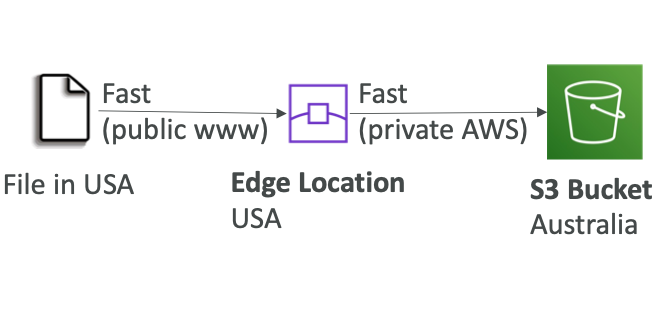 Fast
(public www)
Fast
(private AWS)
File in USA
Edge Location
USA
S3 Bucket
Australia